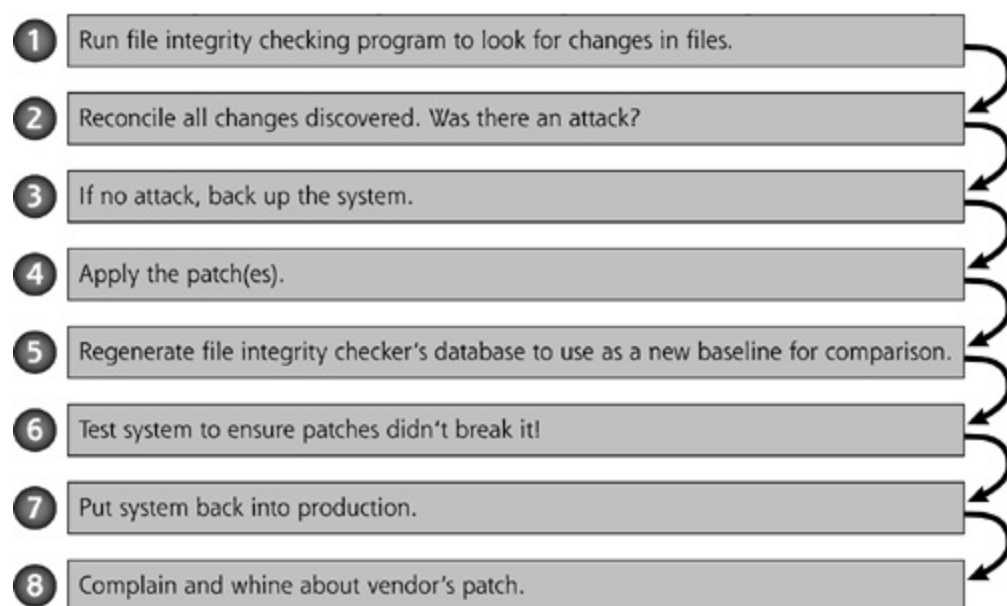 1 Run file integrity checking program to look for changes in files.
2 Reconcile all changes discovered. Was there an attack?
3 If no attack, back up the system.
4 Apply the patch(es).
5 Regenerate file integrity checker's database to use as a new baseline for comparison.
6 Test system to ensure patches didn't break it!
7 Put system back into production.
8 Complain and whine about vendor's patch.